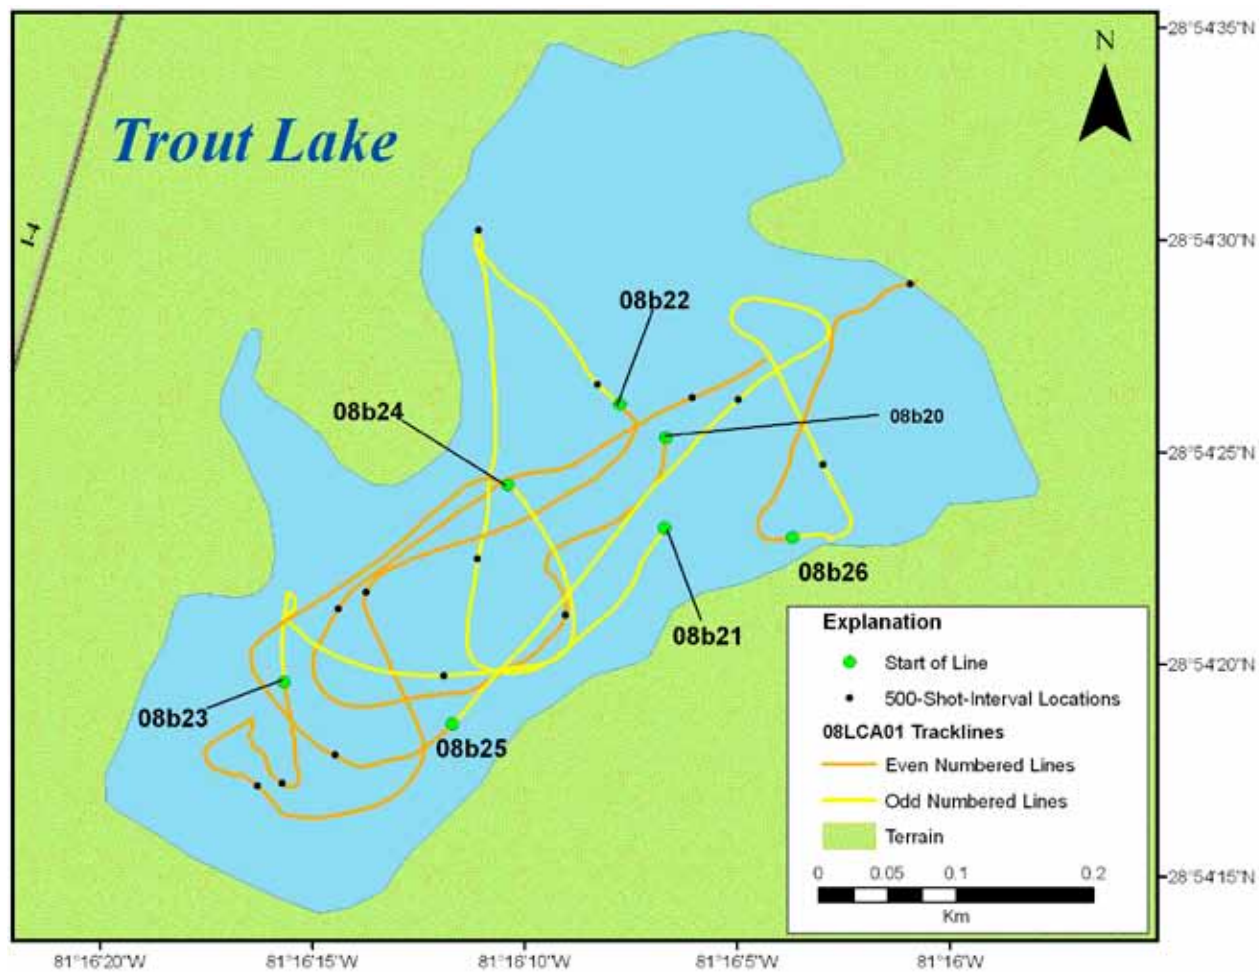 Trout Lake
I-4
N
28°54'35"N
28°54'30"N
28°54'25"N
28°54'20"N
28°54'15"N
08b22
08b24
08b20
08b26
08b21
08b23
08b25
Explanation
Start of Line
500-Shot-Interval Locations
08LCA01 Tracklines
Even Numbered Lines
Odd Numbered Lines
Terrain
0 0.05 0.1 0.2
Km
81°16'20"W 81°16'15"W 81°16'10"W 81°16'5"W 81°16'W